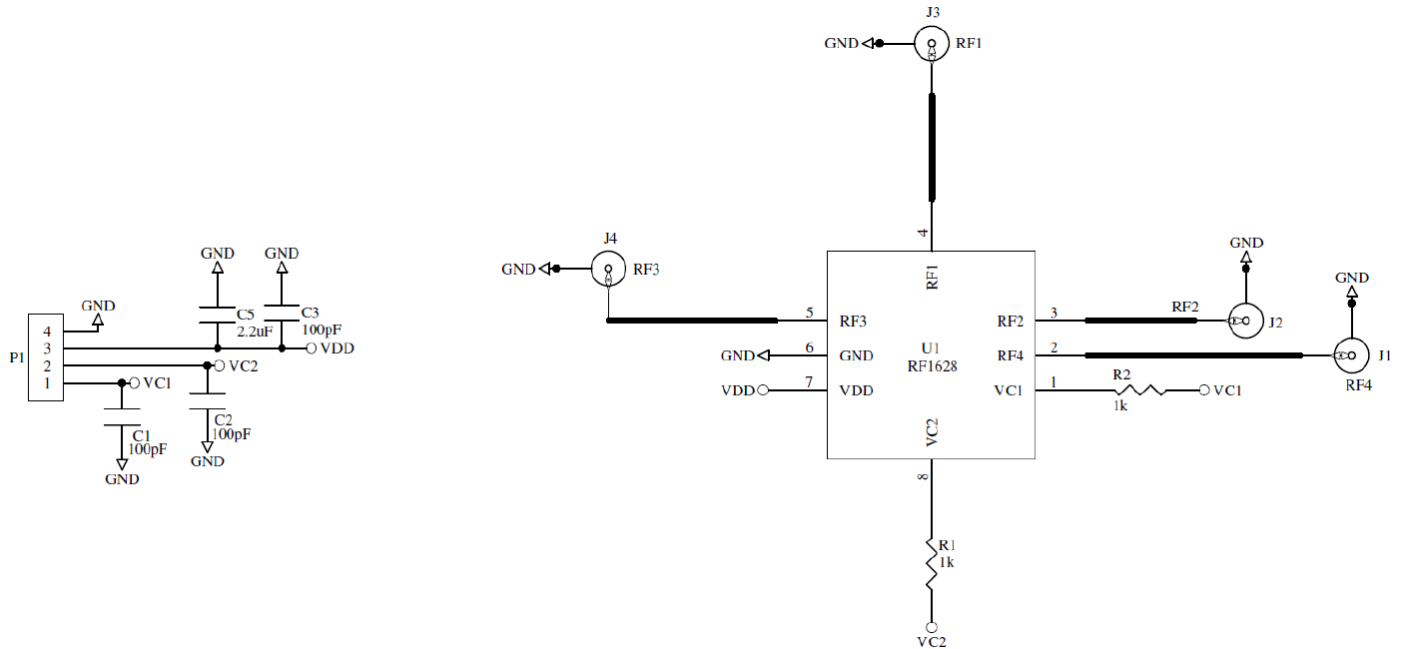 J3
GND
RF1
4
RF1
J4
GND
RF3
5
RF3
6
GND
GND
7
VDD
VDD
U1
RF1628
RF2
3
RF2
GND
J2
RF4
2
GND
J1
RF4
VC1
1
R2
1k
VC1
VC2
8
R1
1k
VC2
GND
GND
C5
2.2uF
C3
100pF
GND
P1
4
3
2
1
VDD
VC2
VC1
C1
100pF
GND
C2
100pF
GND